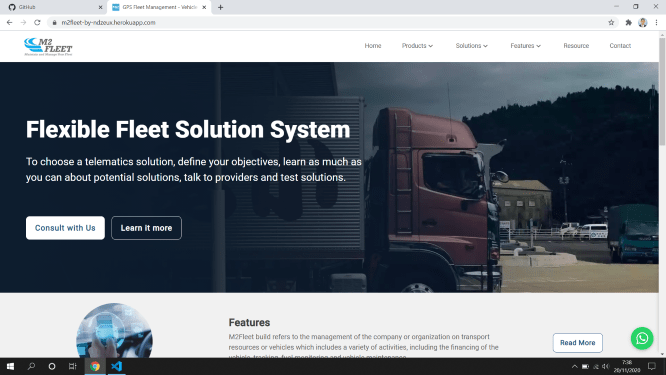 GitHub
GPS Fleet Management - Vehicle
m2fleet-by-ndzeux.herokuapp.com
M2
FLEET
Home
Products
Solutions
Features
Resource
Contact
Flexible Fleet Solution System
To choose a telematics solution, define your objectives, learn as much as
you can about potential solutions, talk to providers and test solutions.
Consult with Us
Learn it more
Features
M2Fleet build refers to the management of the company or organization on transport
resources or vehicles which includes a variety of activities, including the financing of the
vehicle, tracking, fuel monitoring and vehicle maintenance.
Read More
7:38
20/11/2020